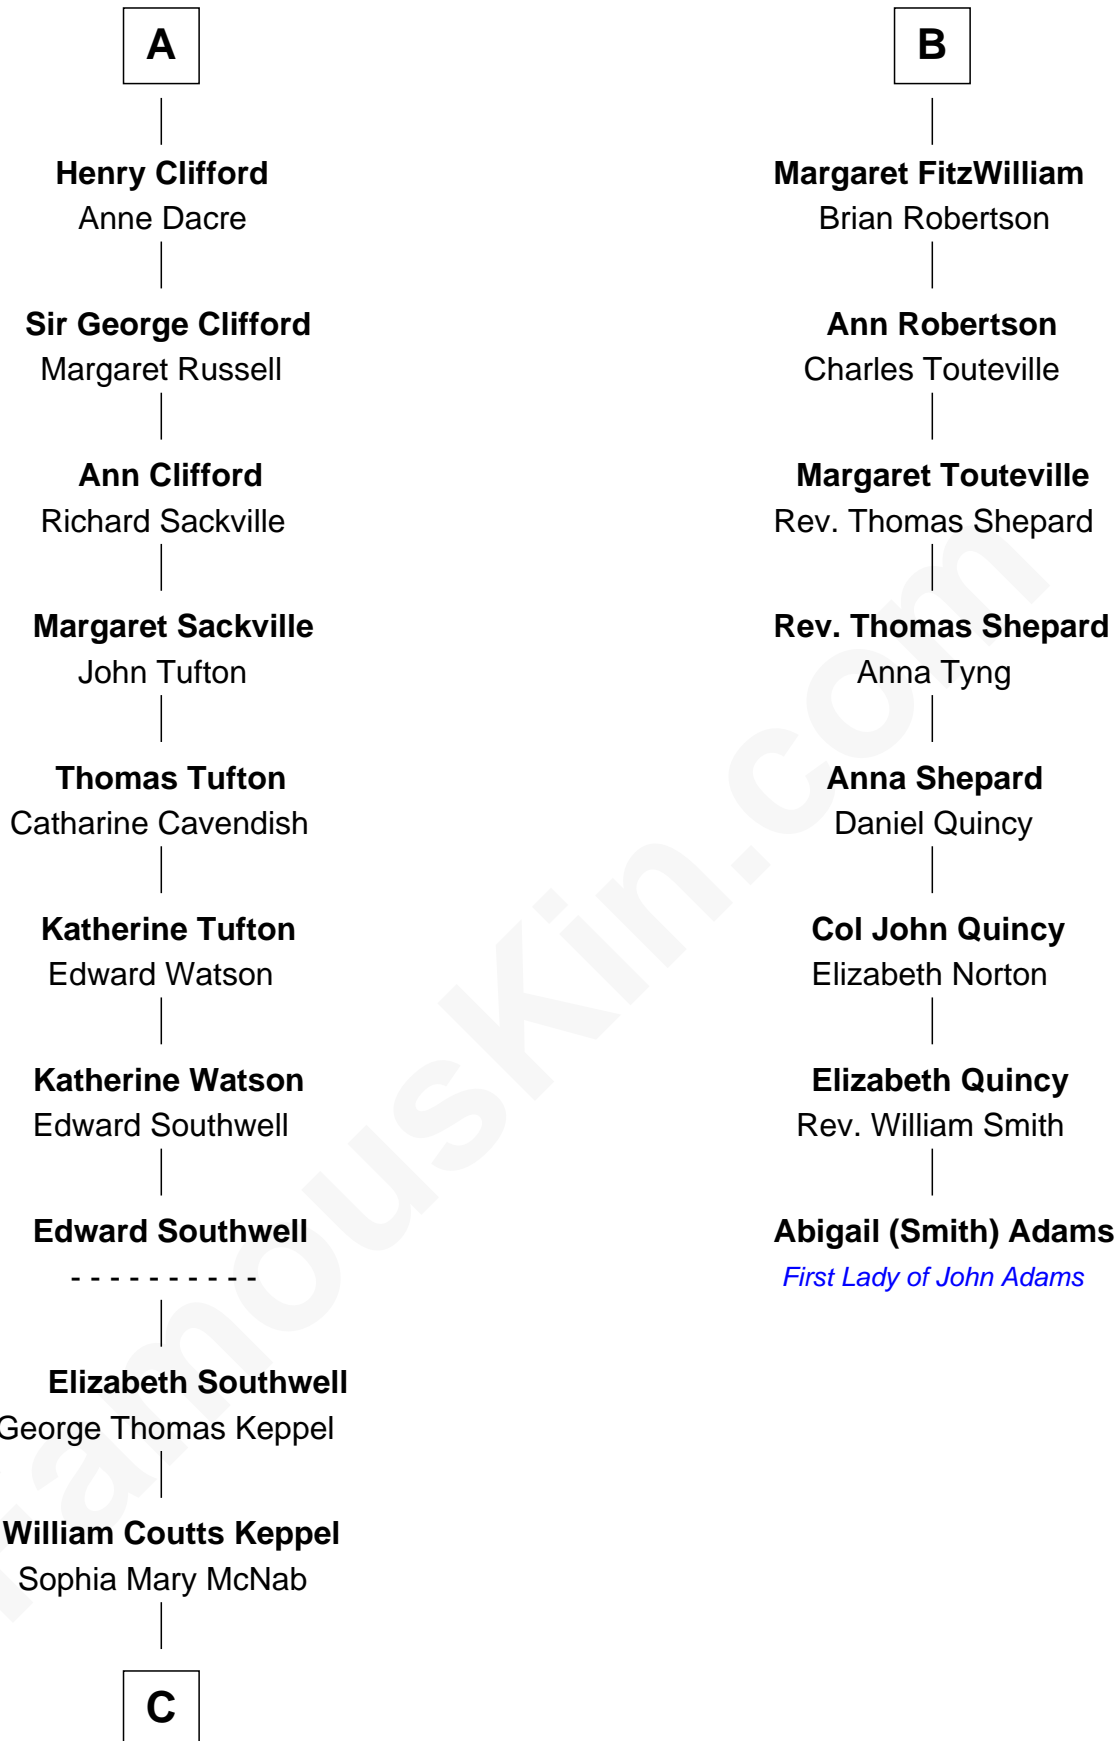 A
Henry Clifford
Anne Dacre
Sir George Clifford
Margaret Russell
Ann Clifford
Richard Sackville
Margaret Sackville
John Tufton
Thomas Tufton
Catharine Cavendish
Katherine Tufton
Edward Watson
Katherine Watson
Edward Southwell
Edward Southwell
- - - - - - - - - -
Elizabeth Southwell
George Thomas Keppel
William Coutts Keppel
Sophia Mary McNab
C
B
Margaret FitzWilliam
Brian Robertson
Ann Robertson
Charles Touteville
Margaret Touteville
Rev. Thomas Shepard
Rev. Thomas Shepard
Anna Tyng
Anna Shepard
Daniel Quincy
Col John Quincy
Elizabeth Norton
Elizabeth Quincy
Rev. William Smith
Abigail (Smith) Adams
First Lady of John Adams
FamousKin.com